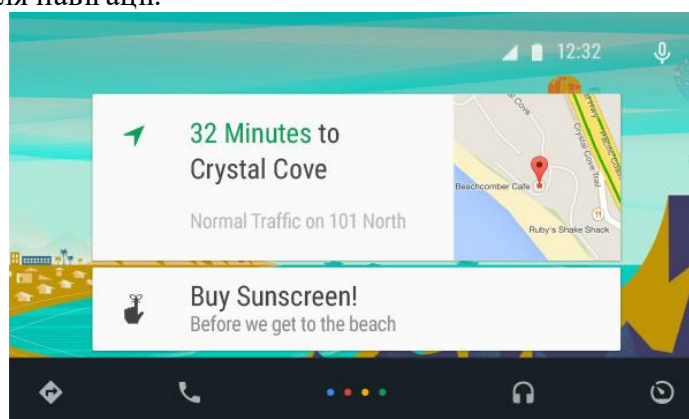 12:32
32 Minutes to
Crystal Cove
Normal Traffic on 101 North
Beachcomber Cafe
Crystal Cove Trail
Ruby's Shake Shack
Buy Sunscreen!
Before we get to the beach